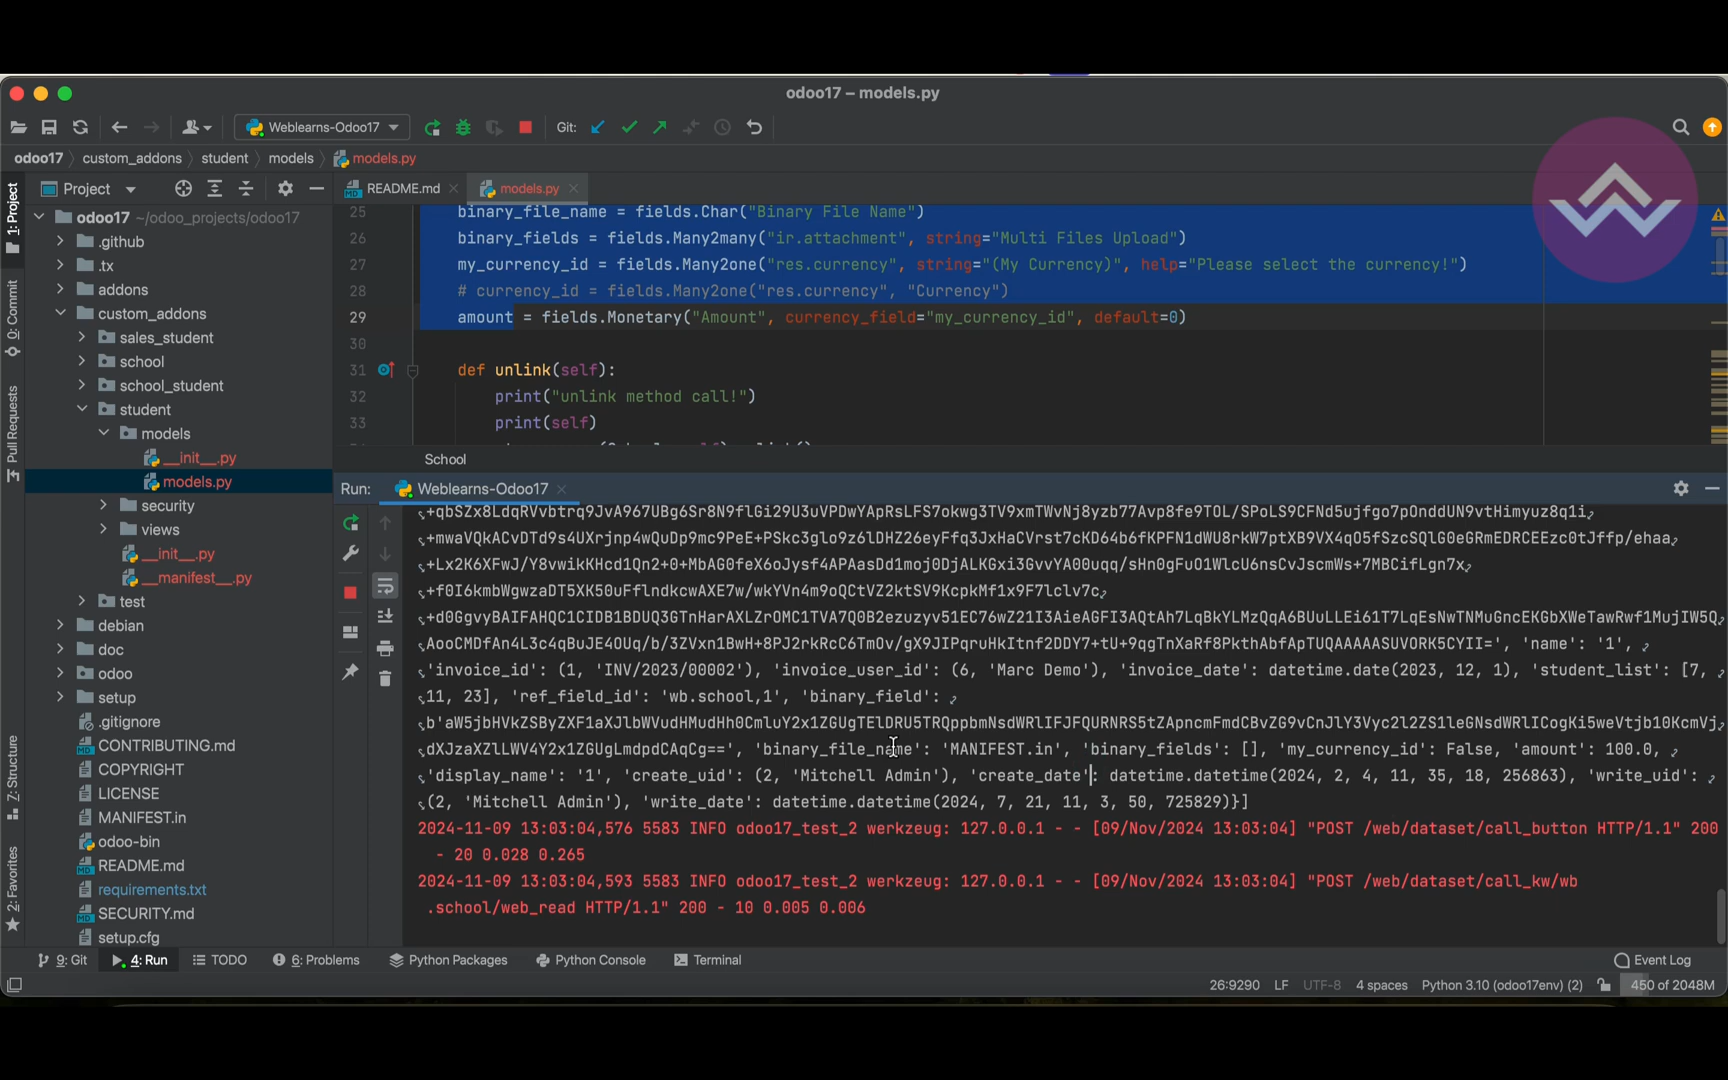 odoo17 – models.py
Weblearns-Odoo17
Git:
odoo17 custom_addons student models models.py
1: Project
0: Commit
Pull Requests
7: Structure
2: Favorites
Project
README.md
models.py
odoo17 ~/odoo_projects/odoo17
.github
.tx
addons
custom_addons
sales_student
school
school_student
student
models
__init__.py
models.py
security
views
__init__.py
__manifest__.py
test
debian
doc
odoo
setup
.gitignore
CONTRIBUTING.md
COPYRIGHT
LICENSE
MANIFEST.in
odoo-bin
README.md
requirements.txt
SECURITY.md
setup.cfg
25 binary_file_name = fields.Char("Binary File Name")
26 binary_fields = fields.Many2many("ir.attachment", string="Multi Files Upload")
27 my_currency_id = fields.Many2one("res.currency", string="(My Currency)", help="Please select the currency!")
28 # currency_id = fields.Many2one("res.currency", "Currency")
29 amount = fields.Monetary("Amount", currency_field="my_currency_id", default=0)
30
31 def unlink(self):
32 print("unlink method call!")
33 print(self)
School
Run: Weblearns-Odoo17
'name': '1',
'invoice_id': (1, 'INV/2023/00002'), 'invoice_user_id': (6, 'Marc Demo'), 'invoice_date': datetime.date(2023, 12, 1), 'student_list': [7,
11, 23], 'ref_field_id': 'wb.school,1', 'binary_field':
'binary_file_name': 'MANIFEST.in', 'binary_fields': [], 'my_currency_id': False, 'amount': 100.0,
'display_name': '1', 'create_uid': (2, 'Mitchell Admin'), 'create_date': datetime.datetime(2024, 2, 4, 11, 35, 18, 256863), 'write_uid':
(2, 'Mitchell Admin'), 'write_date': datetime.datetime(2024, 7, 21, 11, 3, 50, 725829)}]
2024-11-09 13:03:04,576 5583 INFO odoo17_test_2 werkzeug: 127.0.0.1 - - [09/Nov/2024 13:03:04] "POST /web/dataset/call_button HTTP/1.1" 200
- 20 0.028 0.265
2024-11-09 13:03:04,593 5583 INFO odoo17_test_2 werkzeug: 127.0.0.1 - - [09/Nov/2024 13:03:04] "POST /web/dataset/call_kw/wb
.school/web_read HTTP/1.1" 200 - 10 0.005 0.006
9: Git 4: Run TODO 6: Problems Python Packages Python Console Terminal Event Log
26:9290 LF UTF-8 4 spaces Python 3.10 (odoo17env) (2) 450 of 2048M